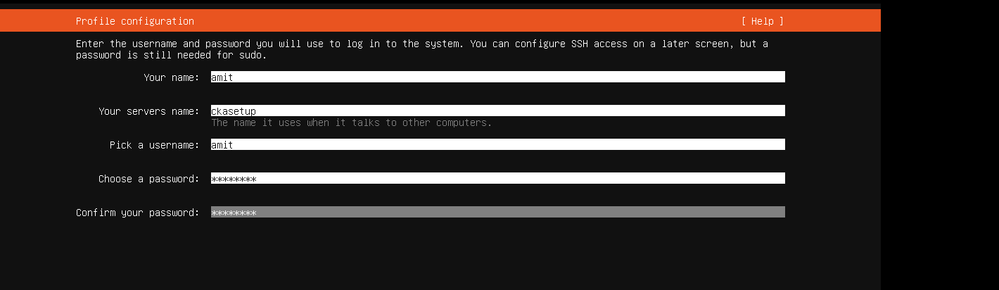 Profile configuration [ Help ]
Enter the username and password you will use to log in to the system. You can configure SSH access on a later screen, but a
password is still needed for sudo.
Your name: amit
Your servers name: ckasetup
The name it uses when it talks to other computers.
Pick a username: amit
Choose a password: ********
Confirm your password: ********